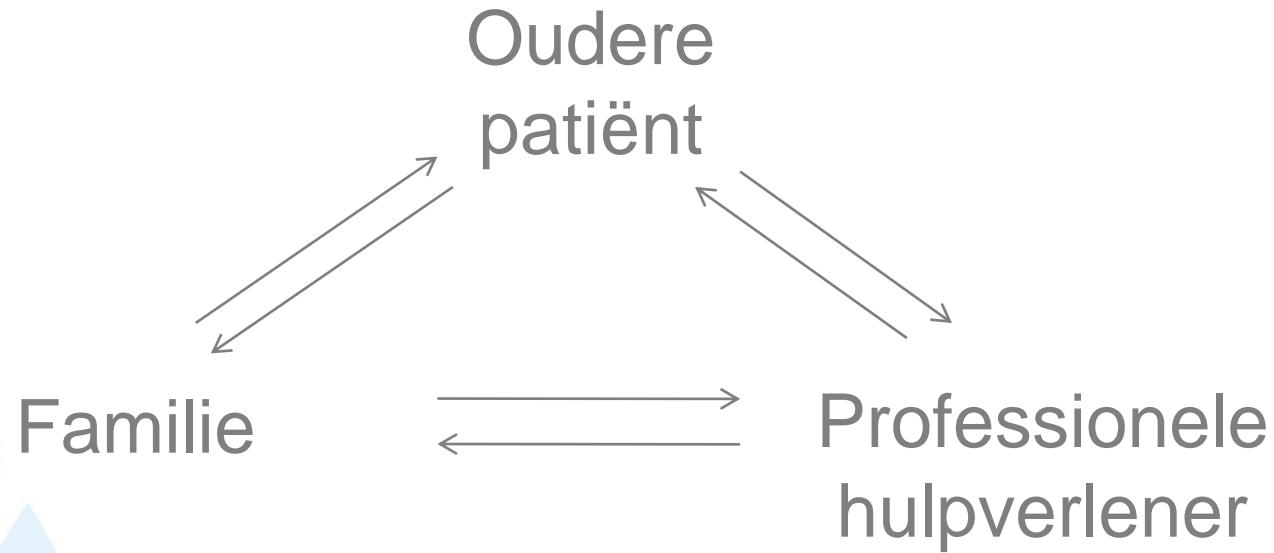 Oudere
patiënt
Familie
Professionele
hulpverlener